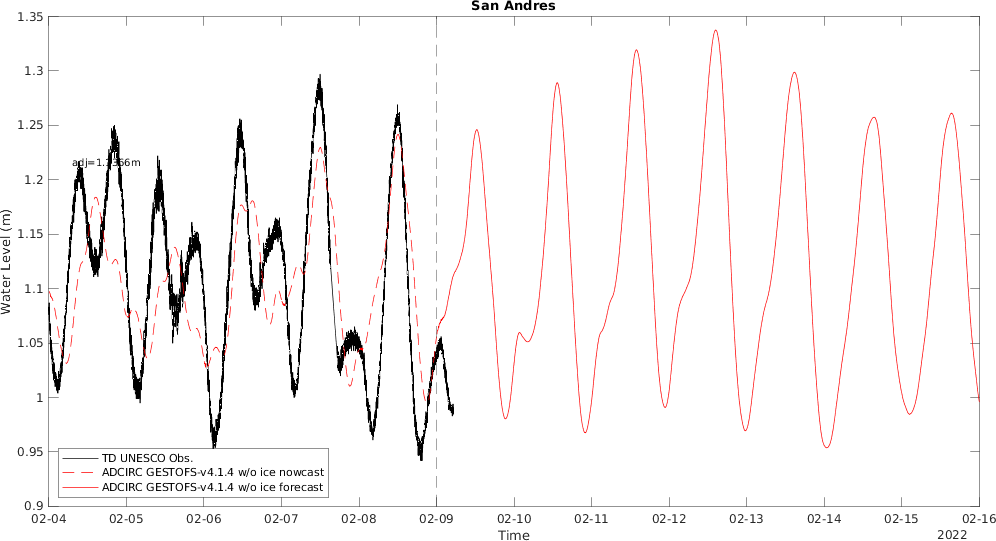 San Andres
1.35
1.3
1.25
1.2
1.15
1.1
1.05
1
0.95
0.9
Water Level (m)
TD UNESCO Obs.
ADCIRC GESTOFS-v4.1.4 w/o ice nowcast
ADCIRC GESTOFS-v4.1.4 w/o ice forecast
02-04 02-05 02-06 02-07 02-08 02-09 02-10 02-11 02-12 02-13 02-14 02-15 02-16
Time
2022